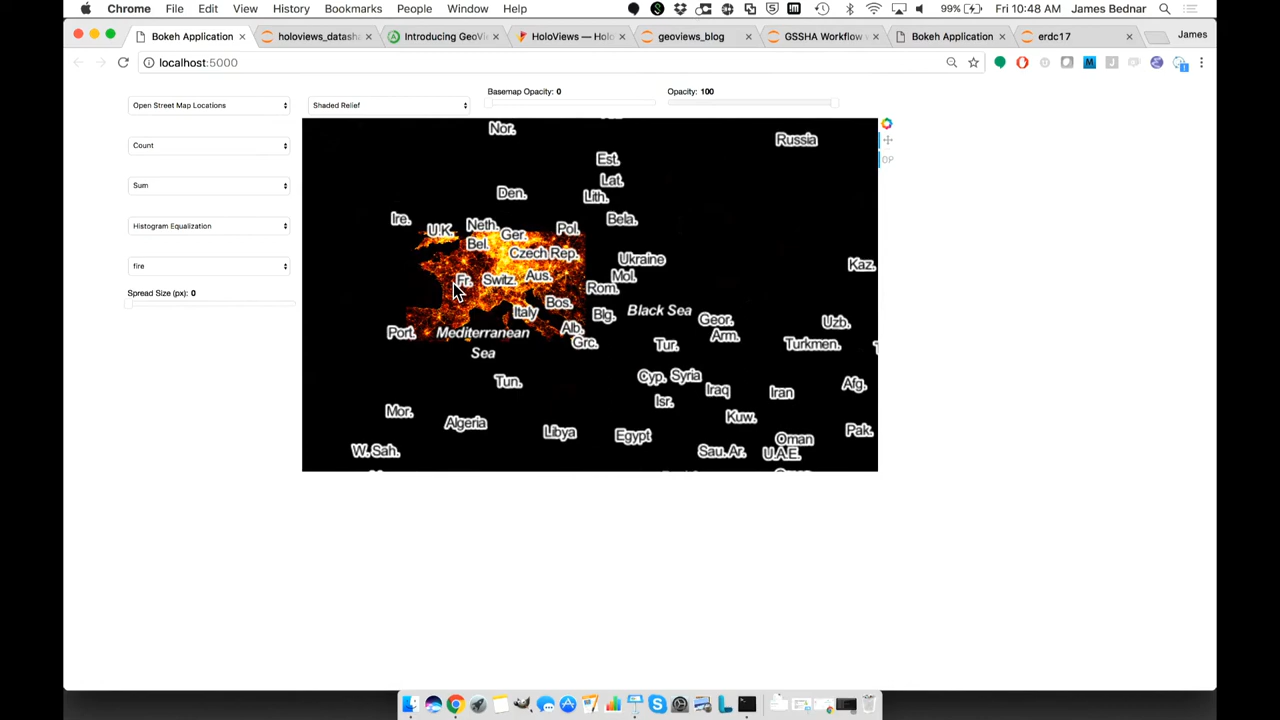 Chrome File Edit View History Bookmarks People Window Help 99% Fri 10:48 AM James Bednar
Bokeh Application holoviews_datasha Introducing GeoVie HoloViews — Holo geoviews_blog GSSHA Workflow Bokeh Application erdc17 James
localhost:5000
Basemap Opacity: 0 Opacity: 100
Open Street Map Locations Shaded Relief
Count
Sum
Histogram Equalization
fire
Spread Size (px): 0
Nor. Russia
Est.
Lat.
Den. Lith.
Ire. U.K. Neth. Ger. Pol. Bela.
Bel. Czech Rep. Ukraine Kaz.
Fr. Switz. Aus. Mol.
Rom.
Italy Bos. Blg. Black Sea Geor. Uzb.
Port. Mediterranean Alb. Arm.
Sea Grc. Tur. Turkmen.
Tun. Cyp. Syria Iraq Iran Afg.
Mor. Isr.
Algeria Libya Egypt Kuw. Pak.
W. Sah. Sau. Ar. Oman
U.A.E.